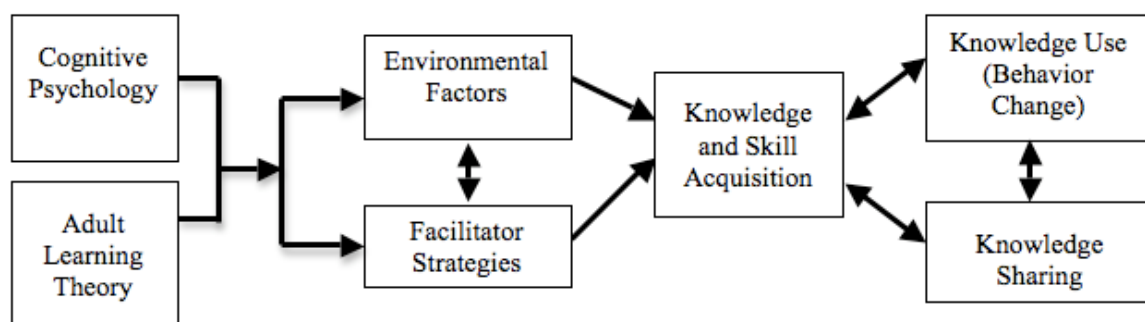 Cognitive
Psychology
Adult
Learning
Theory
Environmental
Factors
Facilitator
Strategies
Knowledge
and Skill
Acquisition
Knowledge Use
(Behavior
Change)
Knowledge
Sharing